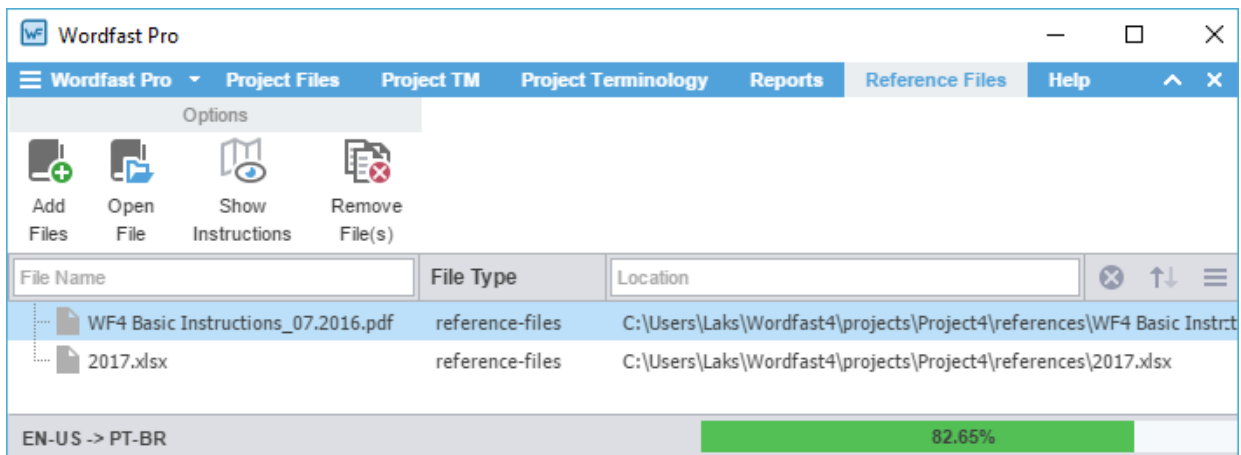 WF Wordfast Pro
Wordfast Pro Project Files Project TM Project Terminology Reports Reference Files Help
Options
Add Files Open File Show Instructions Remove File(s)
File Name File Type Location
WF4 Basic Instructions_07.2016.pdf reference-files C:\Users\Laks\Wordfast4\projects\Project4\references\WF4 Basic
2017.xlsx reference-files C:\Users\Laks\Wordfast4\projects\Project4\references\2017.xlsx
EN-US -> PT-BR 82.65%